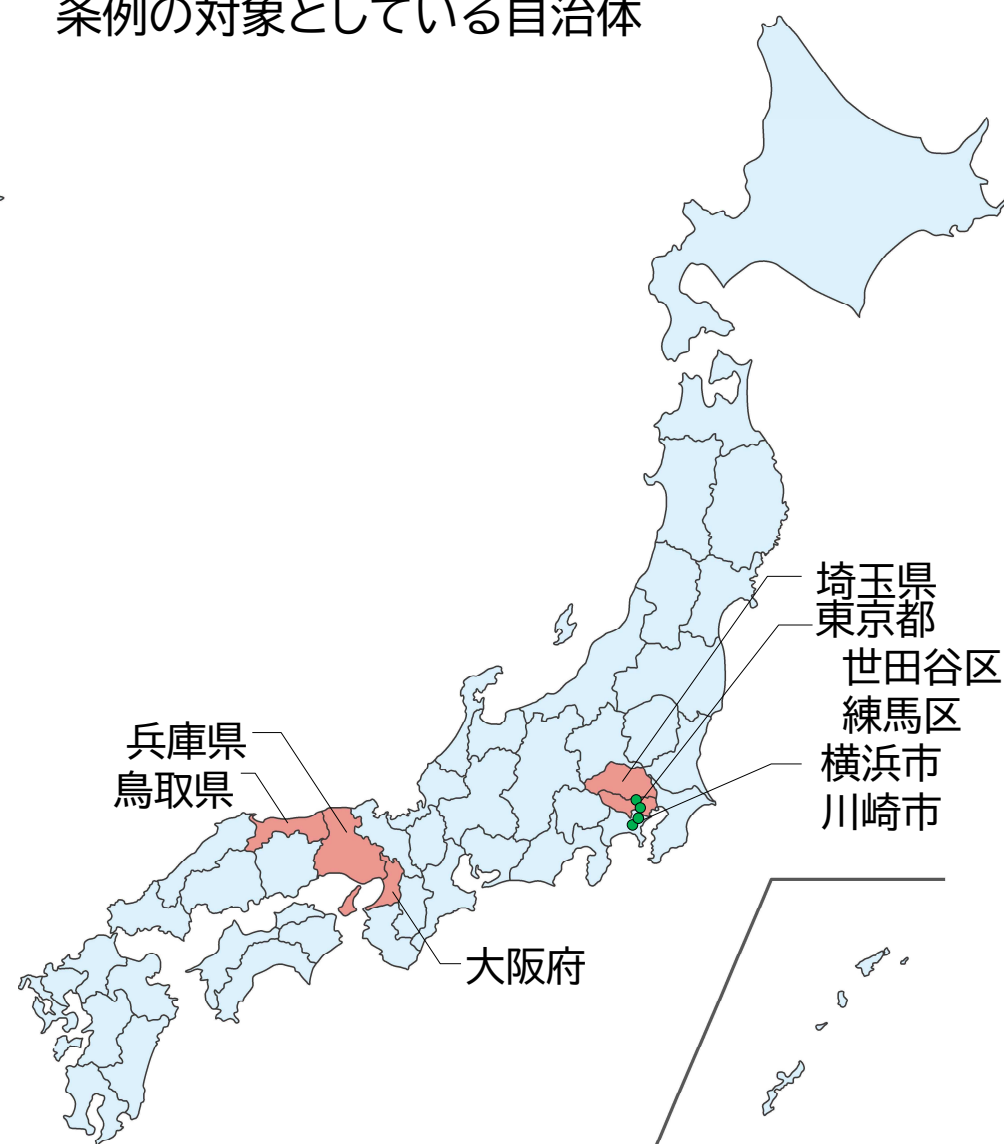 条例の対象としている自治体
埼玉県
東京都
世田谷区
練馬区
兵庫県
横浜市
鳥取県
川崎市
大阪府